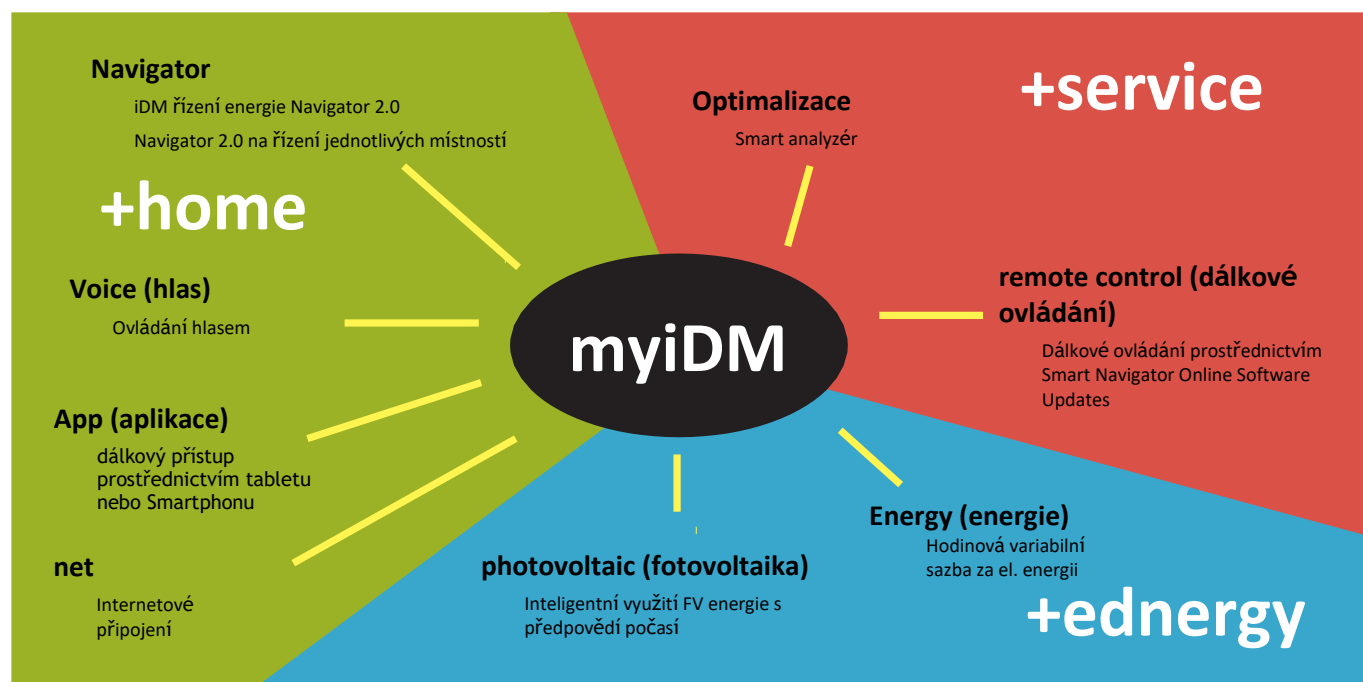 Navigator
iDM řízení energie Navigator 2.0
Navigator 2.0 na řízení jednotlivých místností
+home
Voice (hlas)
Ovládání hlasem
App (aplikace)
dálkový přístup
prostřednictvím tabletu
nebo Smartphonu
net
Internetové
připojení
myiDM
Optimalizace
Smart analyzér
+service
remote control (dálkové
ovládání)
Dálkové ovládání prostřednictvím
Smart Navigator Online Software
Updates
photovoltaic (fotovoltaika)
Inteligentní využití FV energie s
předpovědí počasí
Energy (energie)
Hodinová variabilní
sazba za el. energii
+ednergy